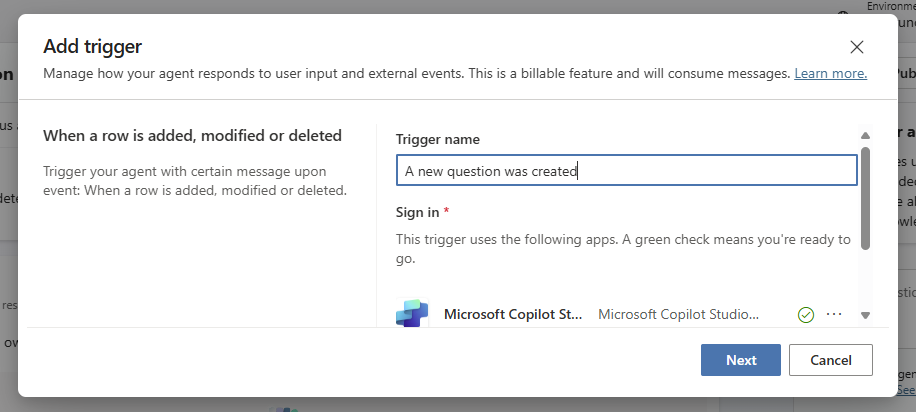 Environme
Add trigger
Manage how your agent responds to user input and external events. This is a billable feature and will consume messages. Learn more.
When a row is added, modified or deleted
Trigger your agent with certain message upon
event: When a row is added, modified or deleted.
Trigger name
A new question was created
Sign in *
This trigger uses the following apps. A green check means you're ready to
go.
Microsoft Copilot St... Microsoft Copilot Studio...
Next
Cancel